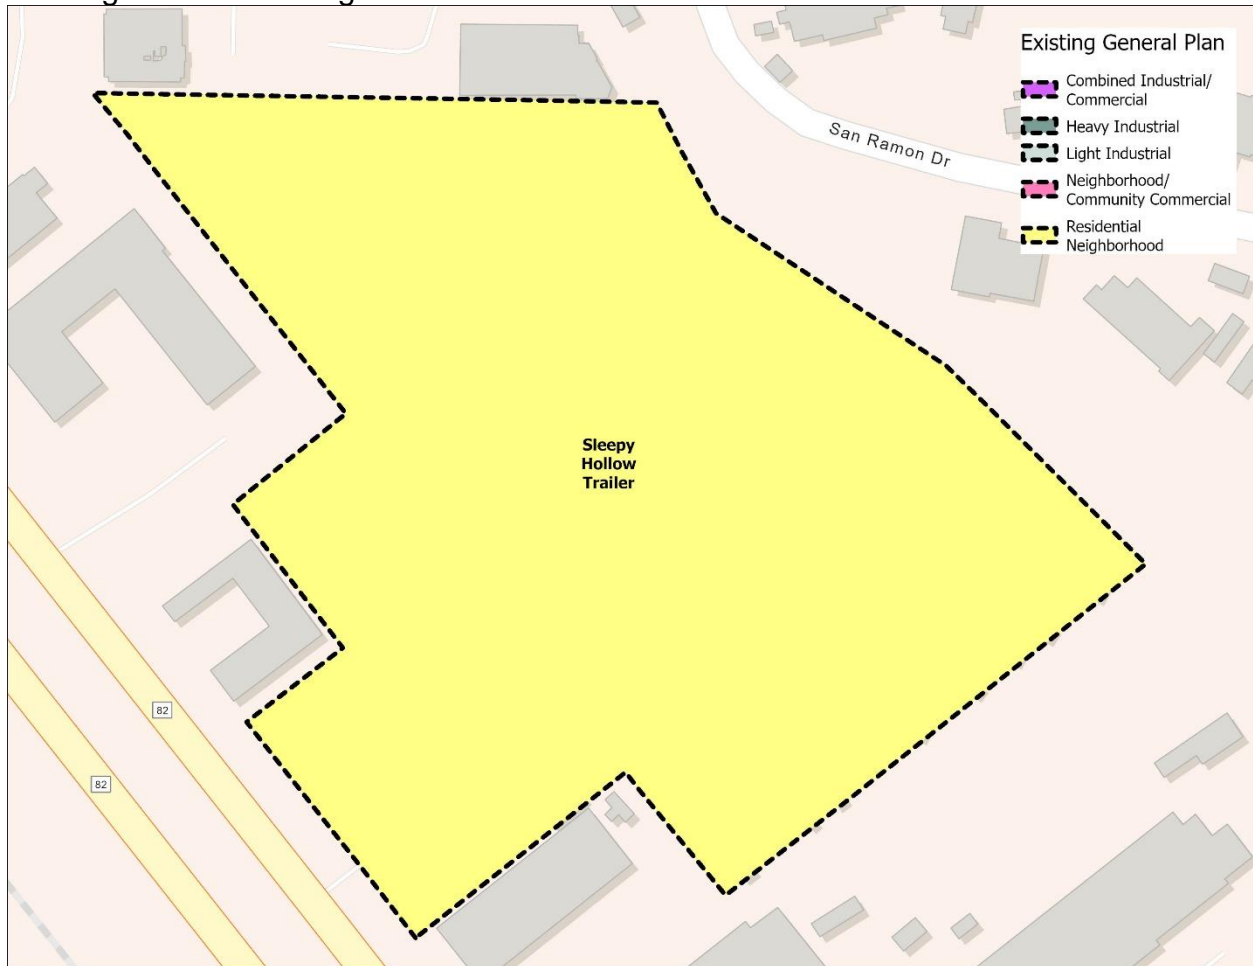 Existing General Plan
Combined Industrial/
Commercial
Heavy Industrial
Light Industrial
Neighborhood/
Community Commercial
Residential
Neighborhood
San Ramon Dr
Sleepy
Hollow
Trailer
82
82